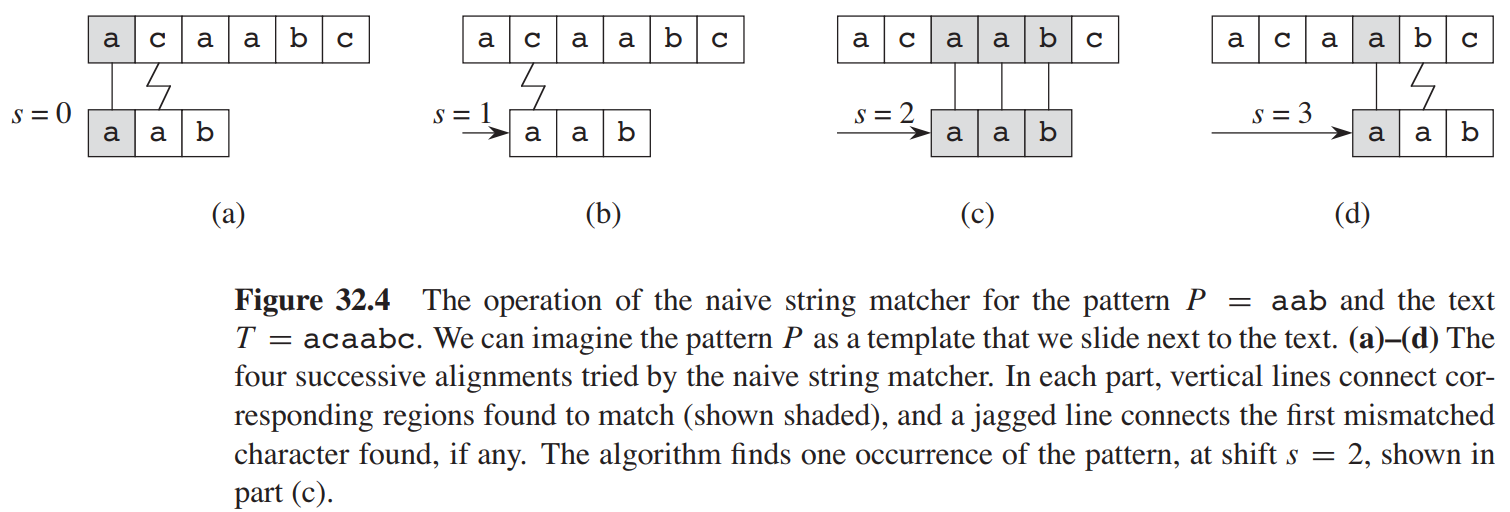 a c a a b c
s = 0
a a b
(a)
a c a a b c
s = 1
a a b
(b)
a c a a b c
s = 2
a a b
(c)
a c a a b c
s = 3
a a b
(d)
Figure 32.4 The operation of the naive string matcher for the pattern P = aab and the text
T = acaabc. We can imagine the pattern P as a template that we slide next to the text. (a)–(d) The
four successive alignments tried by the naive string matcher. In each part, vertical lines connect cor-
responding regions found to match (shown shaded), and a jagged line connects the first mismatched
character found, if any. The algorithm finds one occurrence of the pattern, at shift s = 2, shown in
part (c).